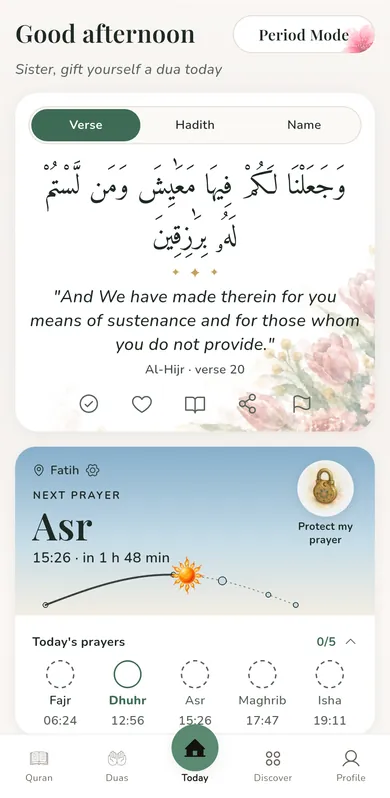 Good afternoon
Period Mode
Sister, gift yourself a dua today
Verse
Hadith
Name
وَجَعَلْنَا لَكُمْ فِيهَا مَعَٰيِشَ وَمَن لَّسْتُمْ
لَهُۥ بِرَٰزِقِينَ
"And We have made therein for you
means of sustenance and for those whom
you do not provide."
Al-Hijr · verse 20
Fatih
NEXT PRAYER
Asr
15:26 · in 1 h 48 min
Protect my
prayer
Today's prayers
0/5
Fajr
Dhuhr
Asr
Maghrib
Isha
06:24
12:56
15:26
17:47
19:11
Quran
Duas
Today
Discover
Profile